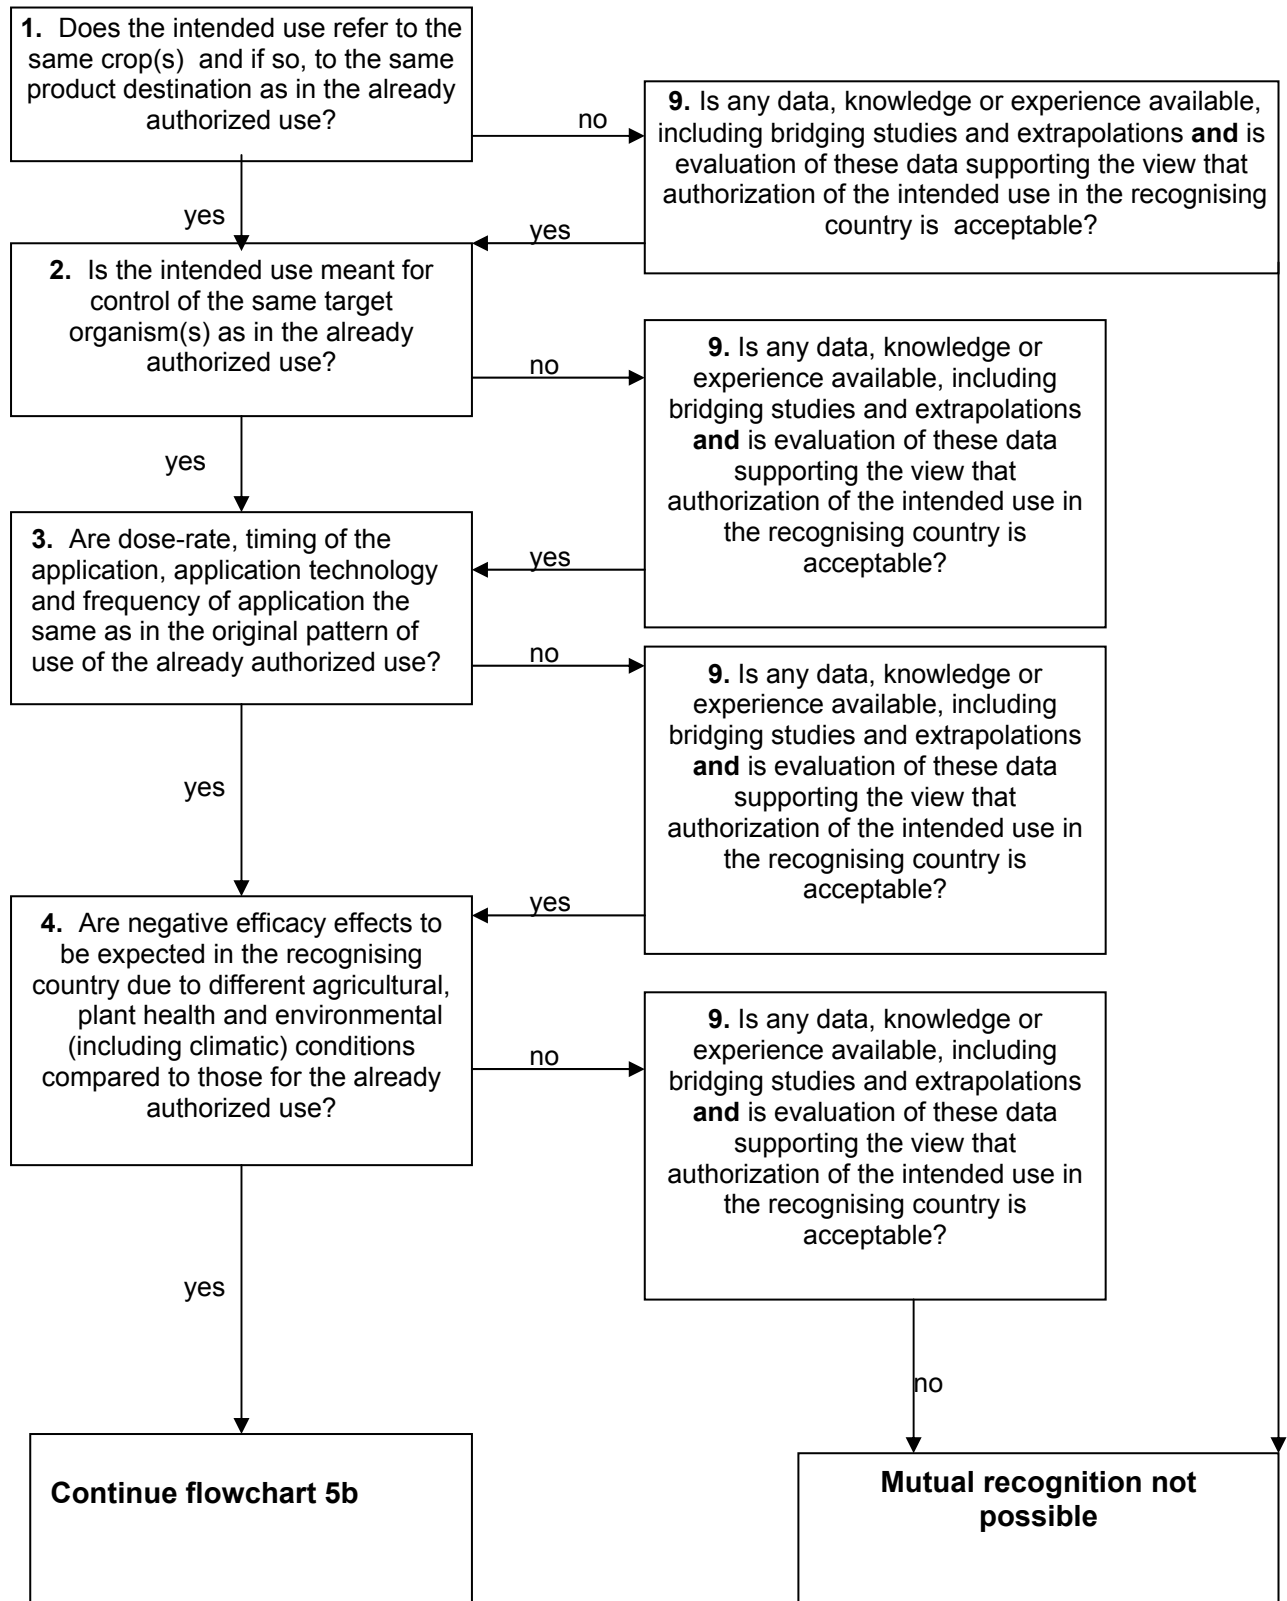 1. Does the intended use refer to the
same crop(s) and if so, to the same
product destination as in the already
authorized use?
no
9. Is any data, knowledge or experience available,
including bridging studies and extrapolations and is
evaluation of these data supporting the view that
authorization of the intended use in the recognising
country is acceptable?
yes
yes
2. Is the intended use meant for
control of the same target
organism(s) as in the already
authorized use?
no
9. Is any data, knowledge or
experience available, including
bridging studies and extrapolations
and is evaluation of these data
supporting the view that
authorization of the intended use in
the recognising country is
acceptable?
yes
yes
3. Are dose-rate, timing of the
application, application technology
and frequency of application the
same as in the original pattern of
use of the already authorized use?
no
9. Is any data, knowledge or
experience available, including
bridging studies and extrapolations
and is evaluation of these data
supporting the view that
authorization of the intended use in
the recognising country is
acceptable?
yes
yes
4. Are negative efficacy effects to
be expected in the recognising
country due to different agricultural,
plant health and environmental
(including climatic) conditions
compared to those for the already
authorized use?
no
9. Is any data, knowledge or
experience available, including
bridging studies and extrapolations
and is evaluation of these data
supporting the view that
authorization of the intended use in
the recognising country is
acceptable?
yes
no
Continue flowchart 5b
Mutual recognition not
possible